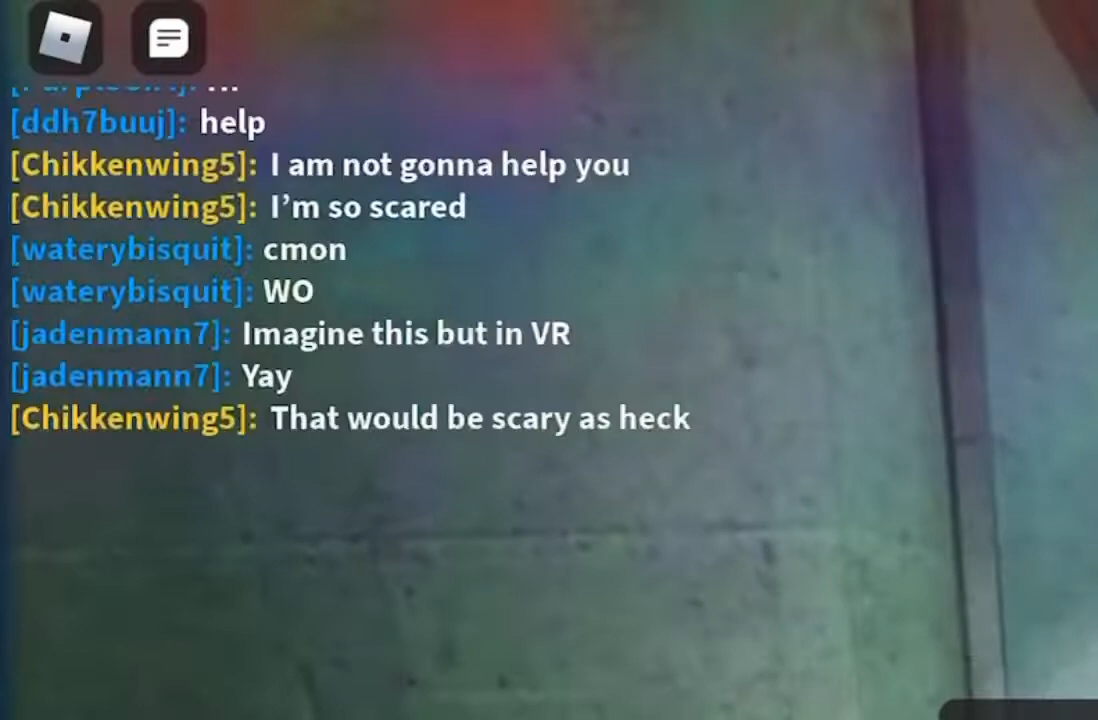 [ddh7buuj]: help
[Chikkenwing5]: I am not gonna help you
[Chikkenwing5]: I’m so scared
[waterybisquit]: cmon
[waterybisquit]: WO
[jadenmann7]: Imagine this but in VR
[jadenmann7]: Yay
[Chikkenwing5]: That would be scary as heck